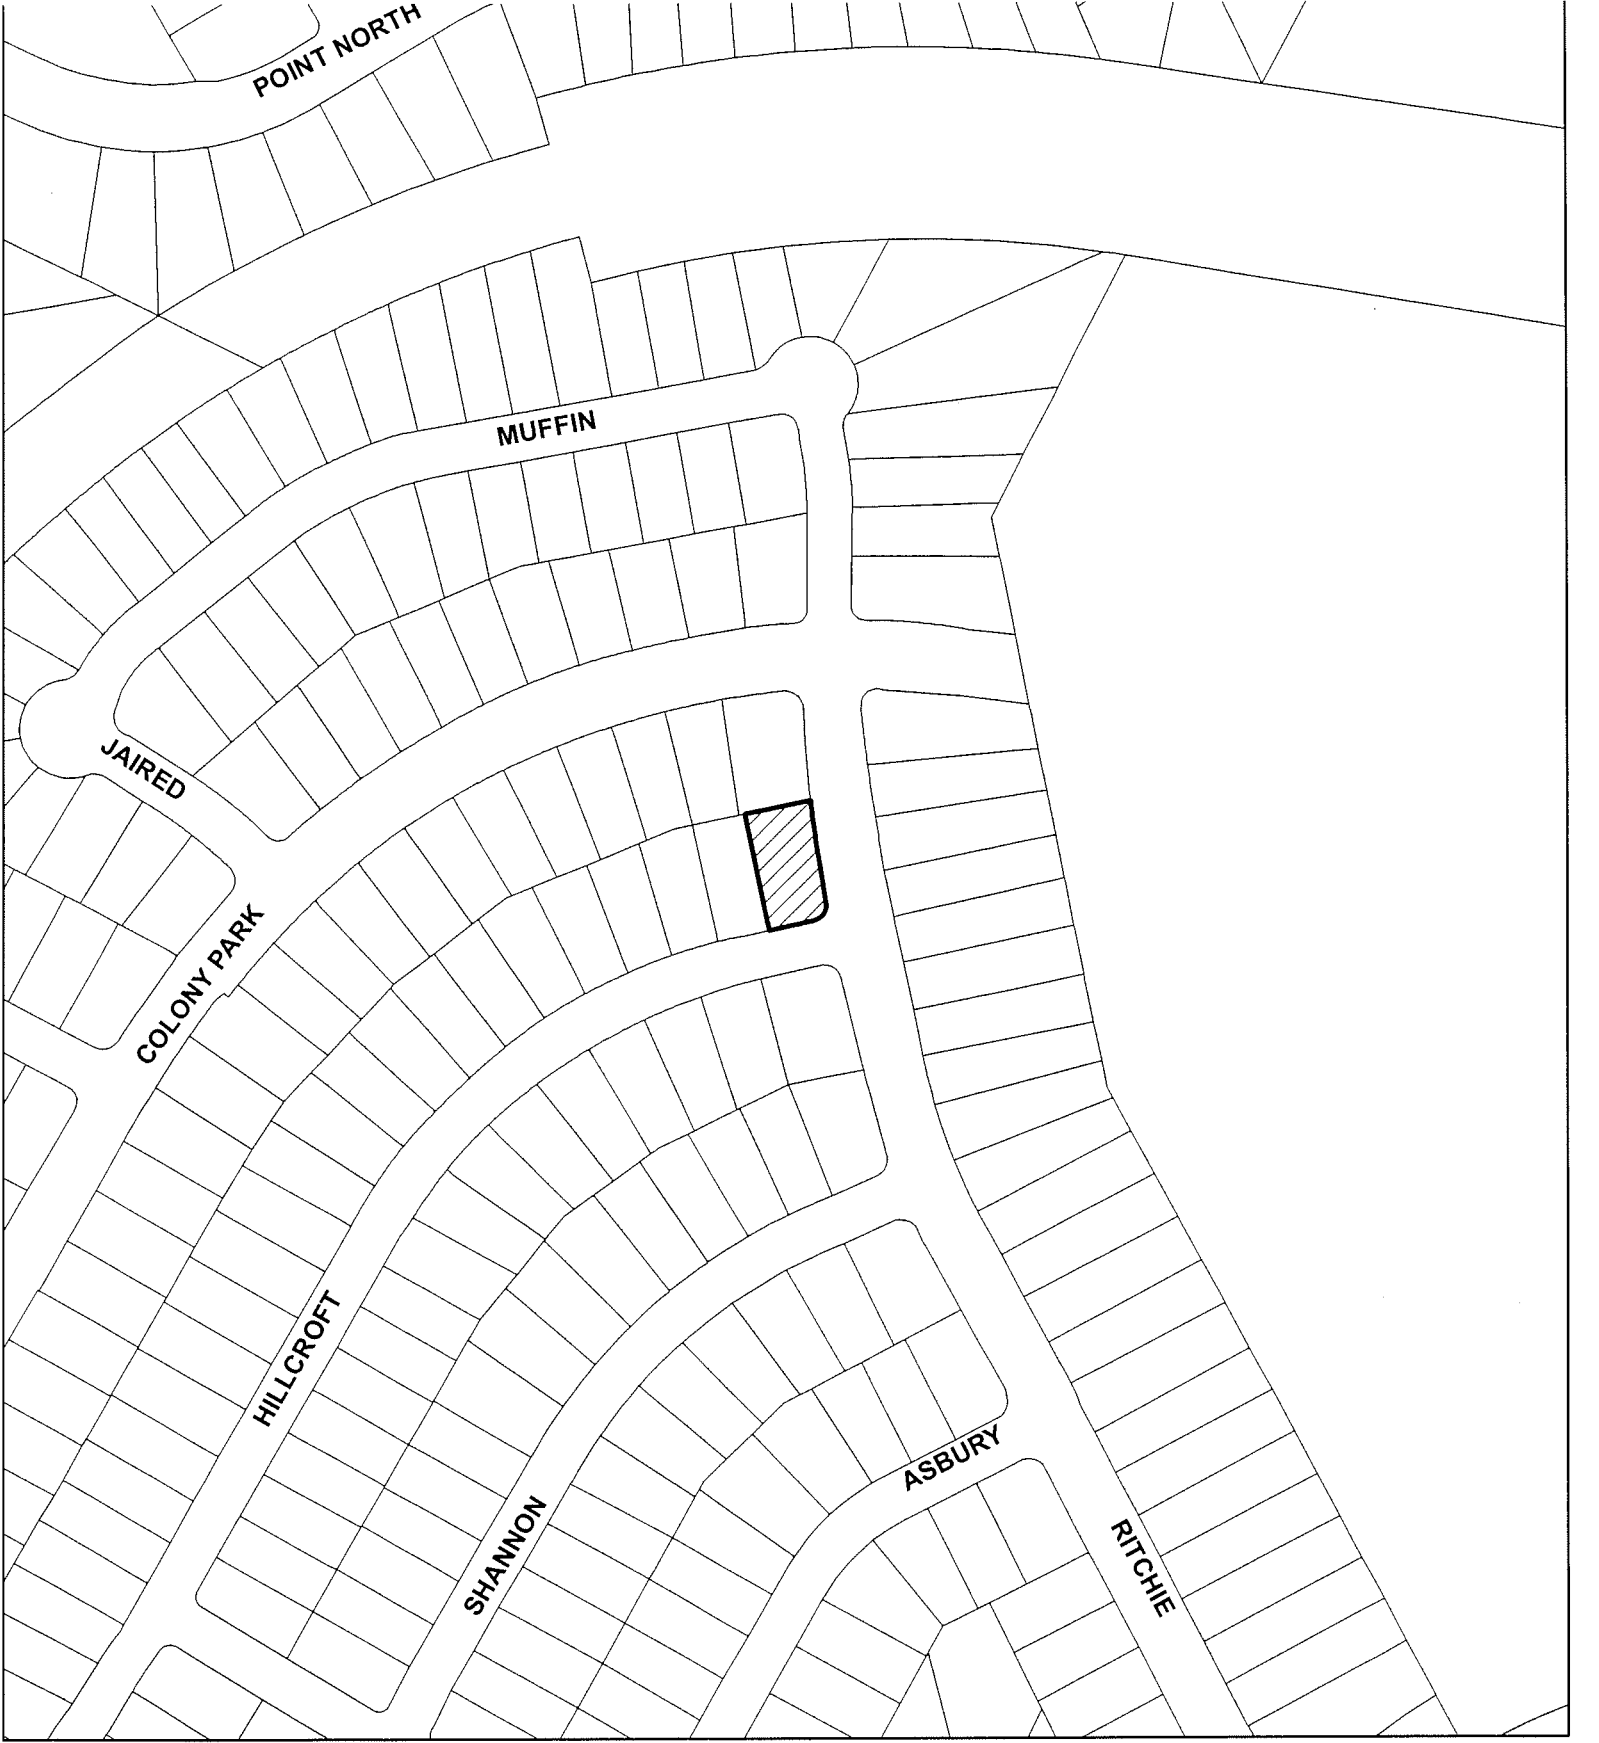 POINT NORTH
MUFFIN
JAIRED
COLONY PARK
HILLCROFT
SHANNON
ASBURY
RITCHIE